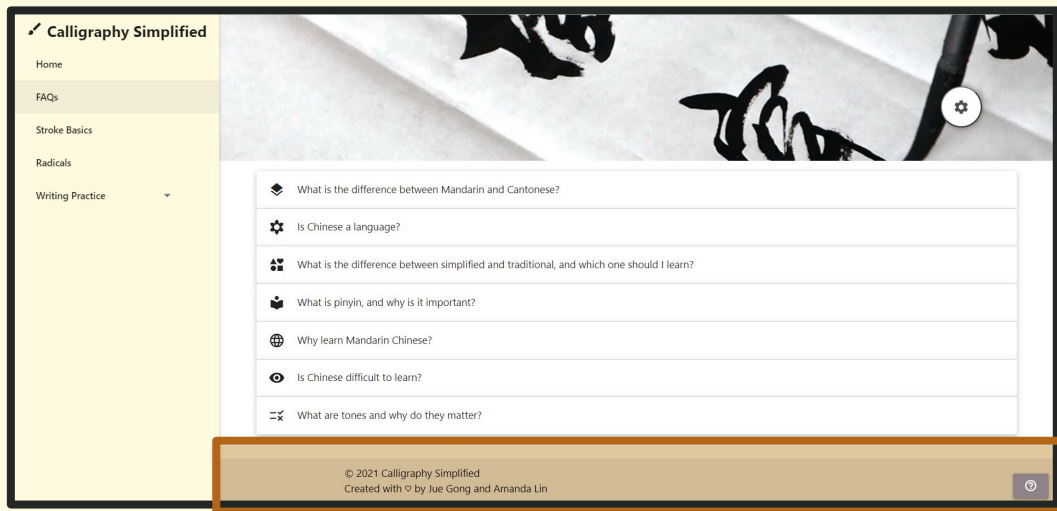 Calligraphy Simplified
Home
FAQs
Stroke Basics
Radicals
Writing Practice
What is the difference between Mandarin and Cantonese?
Is Chinese a language?
What is the difference between simplified and traditional, and which one should I learn?
What is pinyin, and why is it important?
Why learn Mandarin Chinese?
Is Chinese difficult to learn?
What are tones and why do they matter?
© 2021 Calligraphy Simplified
Created with ♡ by Jue Gong and Amanda Lin